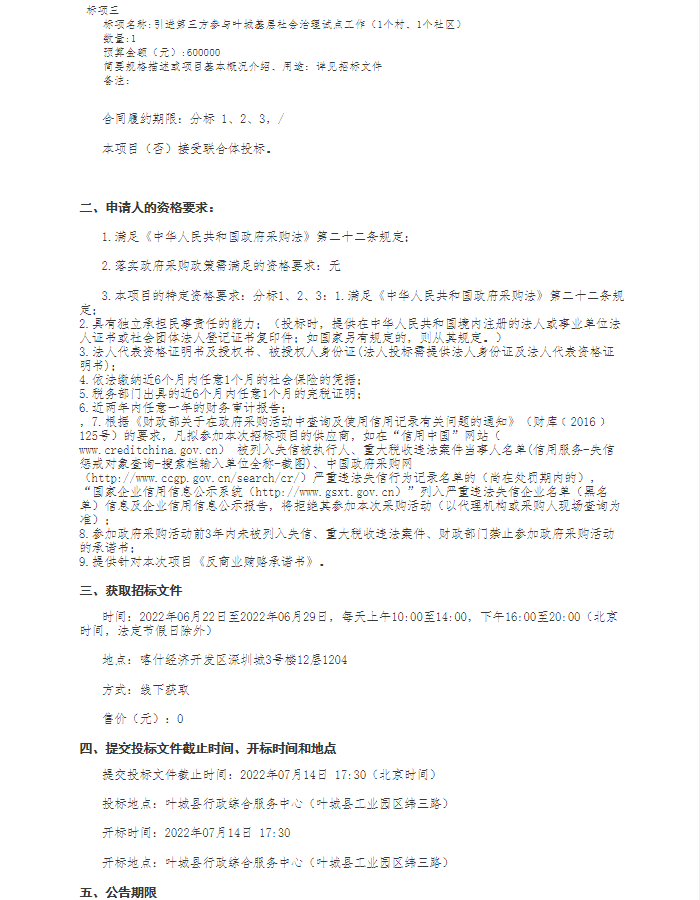 标项三
标项名称:引进第三方参与叶城基层社会治理试点工作（1个村、1个社区）
数量:1
预算金额（元）:600000
简要规格描述或项目基本概况介绍、用途：详见招标文件
备注：
合同履约期限：分标 1、2、3，/
本项目（否）接受联合体投标。
二、申请人的资格要求：
1.满足《中华人民共和国政府采购法》第二十二条规定；
2.落实政府采购政策需满足的资格要求：无
3.本项目的特定资格要求：分标1、2、3：1.满足《中华人民共和国政府采购法》第二十二条规
定；
2.具有独立承担民事责任的能力；（投标时，提供在中华人民共和国境内注册的法人或事业单位法
人证书或社会团体法人登记证书复印件；如国家另有规定的，则从其规定。）
3.法人代表资格证明书及授权书、被授权人身份证(法人投标需提供法人身份证及法人代表资格证
明书)；
4.依法缴纳近6个月内任意1个月的社会保险的凭据；
5.税务部门出具的近6个月内任意1个月的完税证明；
6.近两年内任意一年的财务审计报告；
，7.根据《财政部关于在政府采购活动中查询及使用信用记录有关问题的通知》（财库﹝2016﹞
125号）的要求，凡拟参加本次招标项目的供应商，如在“信用中国”网站（
www.creditchina.gov.cn） 被列入失信被执行人、重大税收违法案件当事人名单(信用服务-失信
惩戒对象查询-搜索栏输入单位全称-截图)、中国政府采购网
（http://www.ccgp.gov.cn/search/cr/）严重违法失信行为记录名单的（尚在处罚期内的），
“国家企业信用信息公示系统（http://www.gsxt.gov.cn）”列入严重违法失信企业名单（黑名
单）信息及企业信用信息公示报告，将拒绝其参加本次采购活动（以代理机构或采购人现场查询为
准）；
8.参加政府采购活动前3年内未被列入失信、重大税收违法案件、财政部门禁止参加政府采购活动
的承诺书；
9.提供针对本次项目《反商业贿赂承诺书》。
三、获取招标文件
时间：2022年06月22日至2022年06月29日，每天上午10:00至14:00，下午16:00至20:00（北京
时间，法定节假日除外）
地点：喀什经济开发区深圳城3号楼12层1204
方式：线下获取
售价（元）：0
四、提交投标文件截止时间、开标时间和地点
提交投标文件截止时间：2022年07月14日 17:30（北京时间）
投标地点：叶城县行政综合服务中心（叶城县工业园区纬三路）
开标时间：2022年07月14日 17:30
开标地点：叶城县行政综合服务中心（叶城县工业园区纬三路）
五、公告期限